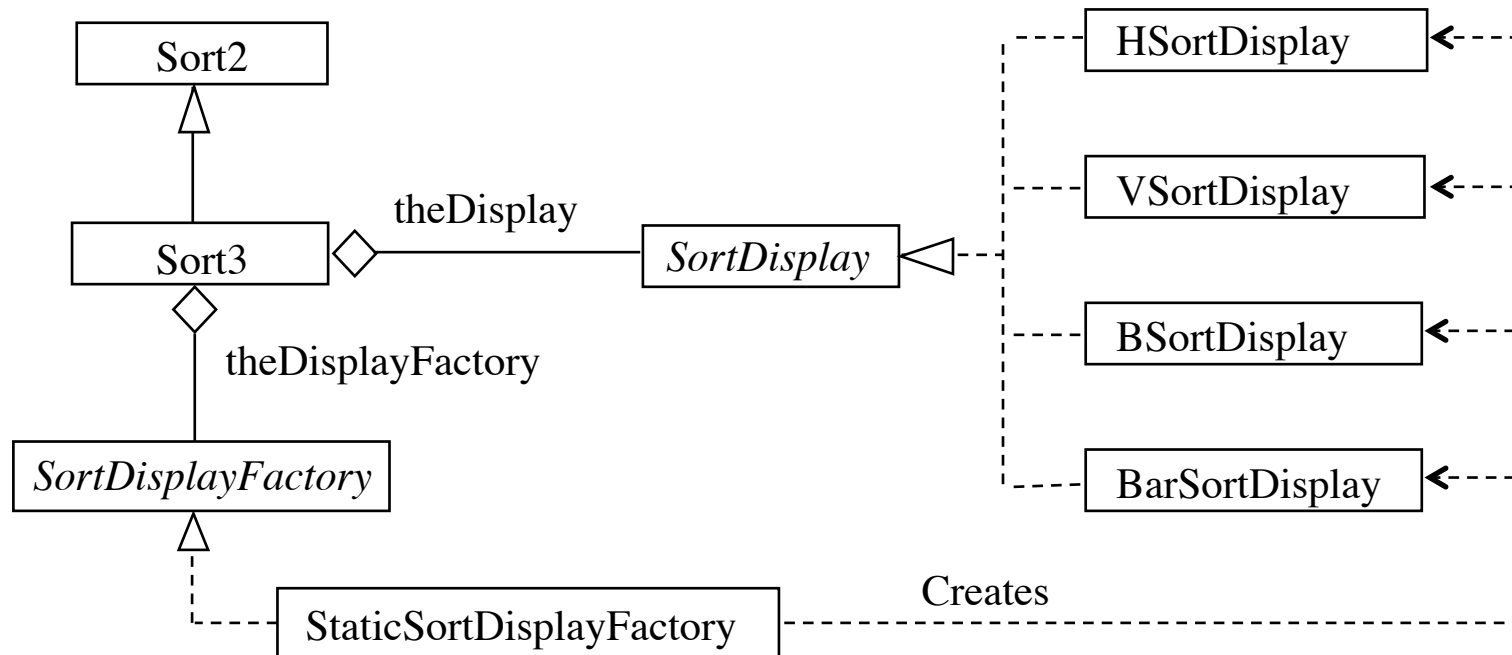 Sort2
HSortDisplay
VSortDisplay
theDisplay
Sort3
SortDisplay
BSortDisplay
theDisplayFactory
SortDisplayFactory
BarSortDisplay
Creates
StaticSortDisplayFactory